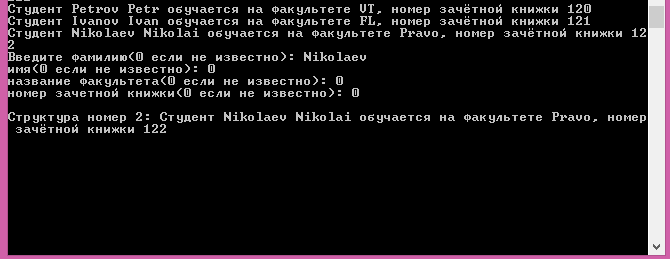 Студент Petrov Petr обучается на факультете VT, номер зачётной книжки 120
Студент Ivanov Ivan обучается на факультете FL, номер зачётной книжки 121
Студент Nikolaev Nikolai обучается на факультете Pravo, номер зачётной книжки 12
2
Введите фамилию(0 если не известно): Nikolaev
имя(0 если не известно): 0
название факультета(0 если не известно): 0
номер зачетной книжки(0 если не известно): 0
Структура номер 2: Студент Nikolaev Nikolai обучается на факультете Pravo, номер
зачётной книжки 122